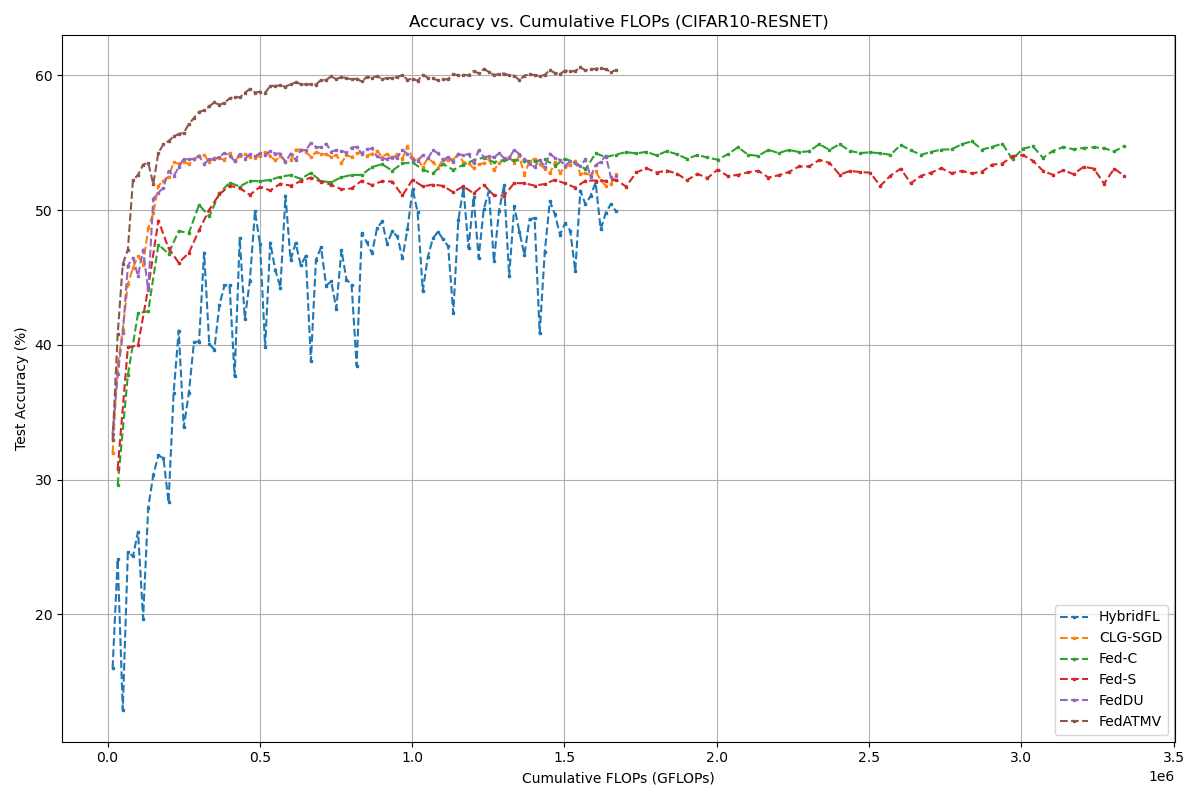 Accuracy vs. Cumulative FLOPs (CIFAR10-RESNET)
Test Accuracy (%)
60
50
40
30
20
0.0 0.5 1.0 1.5 2.0 2.5 3.0 3.5
1e6
Cumulative FLOPs (GFLOPs)
HybridFL
CLG-SGD
Fed-C
Fed-S
FedDU
FedATMV